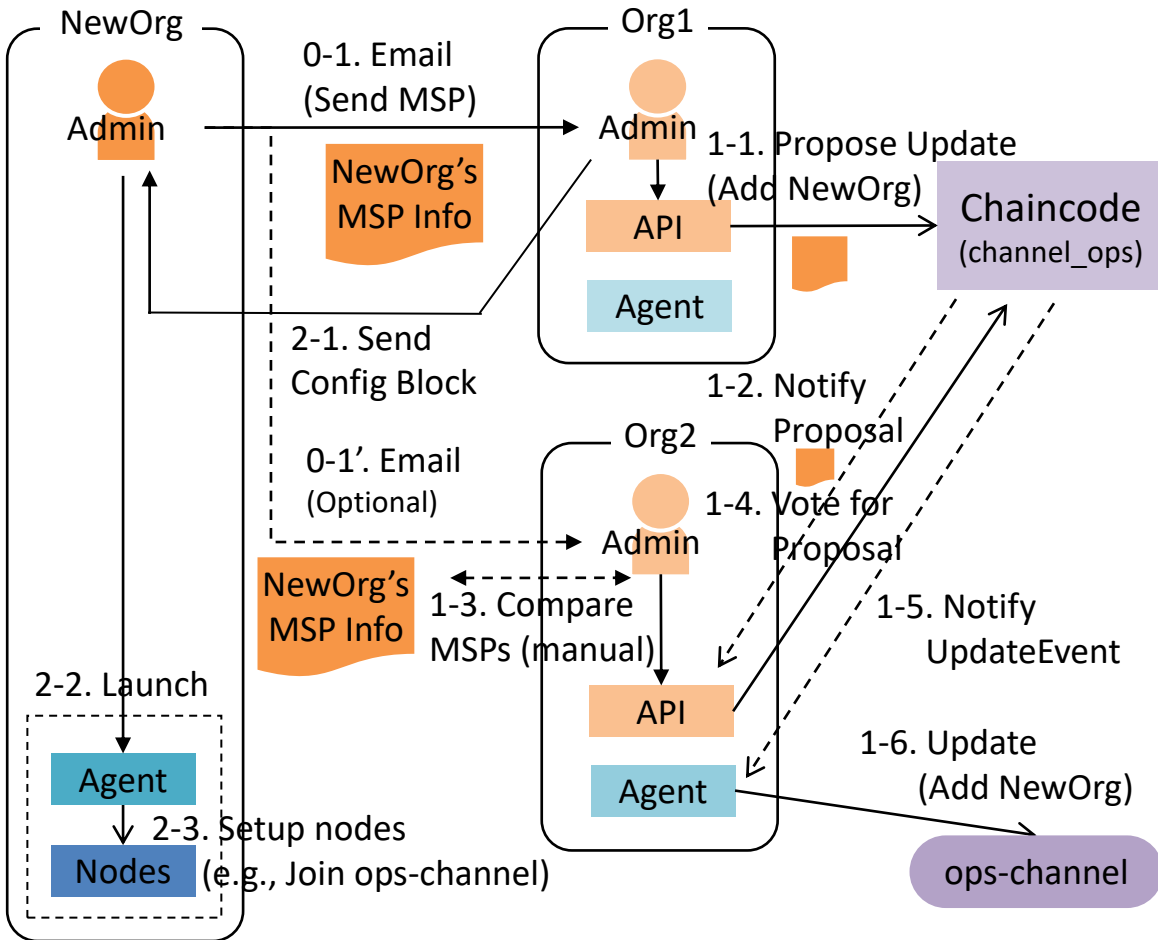 NewOrg
Admin
0-1. Email
(Send MSP)
NewOrg's
MSP Info
Org1
Admin
API
Agent
1-1. Propose Update
(Add NewOrg)
Chaincode
(channel_ops)
2-1. Send
Config Block
1-2. Notify
Proposal
0-1'. Email
(Optional)
Org2
Admin
1-4. Vote for
Proposal
NewOrg's
MSP Info
1-3. Compare
MSPs (manual)
1-5. Notify
UpdateEvent
API
Agent
1-6. Update
(Add NewOrg)
ops-channel
2-2. Launch
Agent
2-3. Setup nodes
(e.g., Join ops-channel)
Nodes